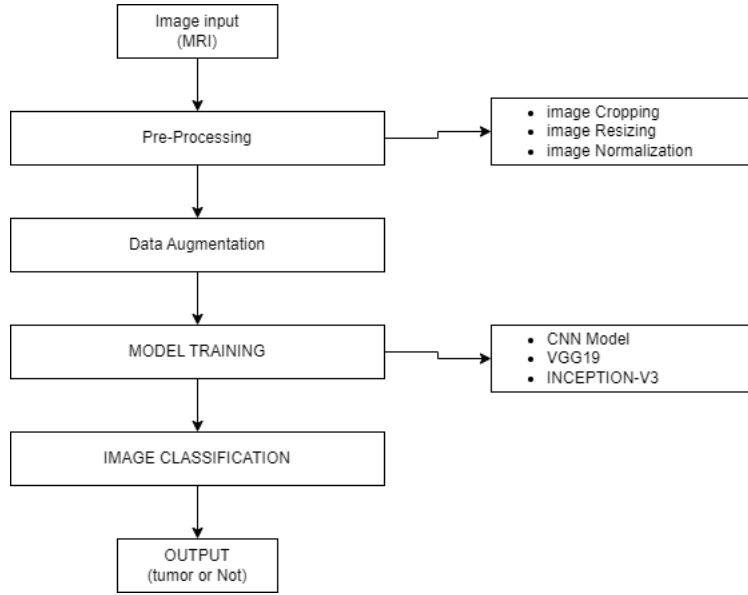 Image input
(MRI)
Pre-Processing
• image Cropping
• image Resizing
• image Normalization
Data Augmentation
MODEL TRAINING
• CNN Model
• VGG19
• INCEPTION-V3
IMAGE CLASSIFICATION
OUTPUT
(tumor or Not)